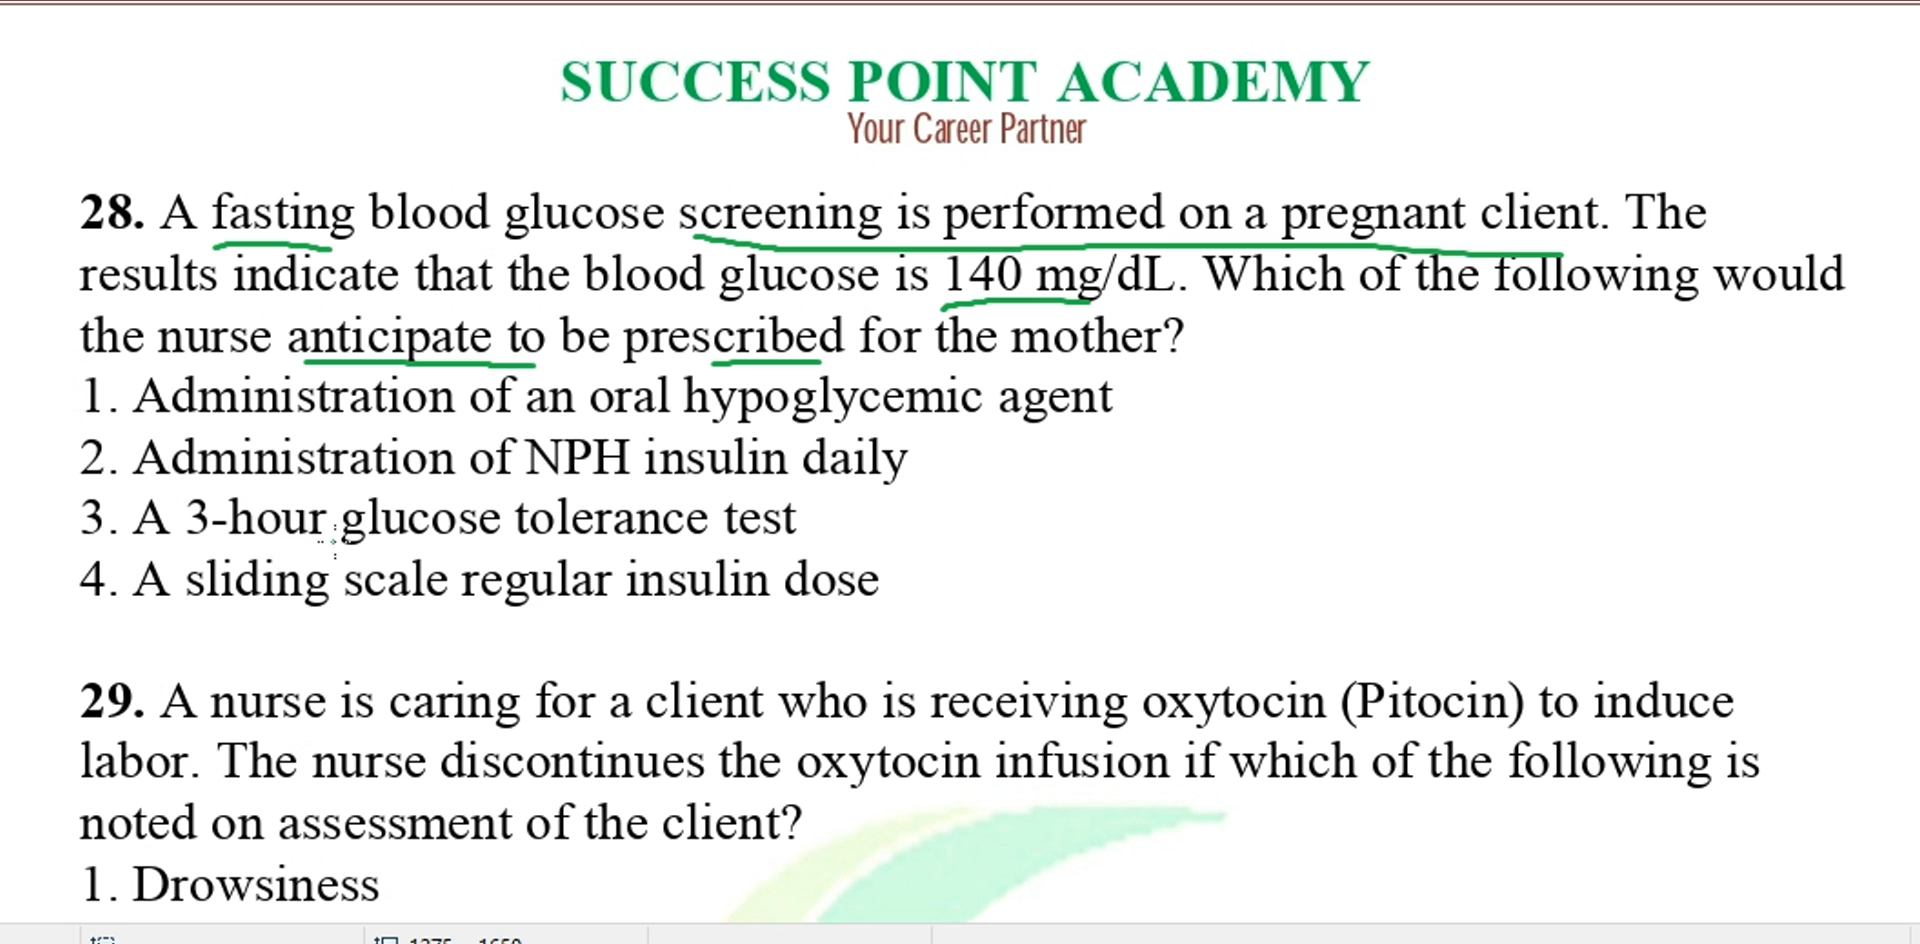 SUCCESS POINT ACADEMY
Your Career Partner
28. A fasting blood glucose screening is performed on a pregnant client. The
results indicate that the blood glucose is 140 mg/dL. Which of the following would
the nurse anticipate to be prescribed for the mother?
1. Administration of an oral hypoglycemic agent
2. Administration of NPH insulin daily
3. A 3-hour glucose tolerance test
4. A sliding scale regular insulin dose
29. A nurse is caring for a client who is receiving oxytocin (Pitocin) to induce
labor. The nurse discontinues the oxytocin infusion if which of the following is
noted on assessment of the client?
1. Drowsiness